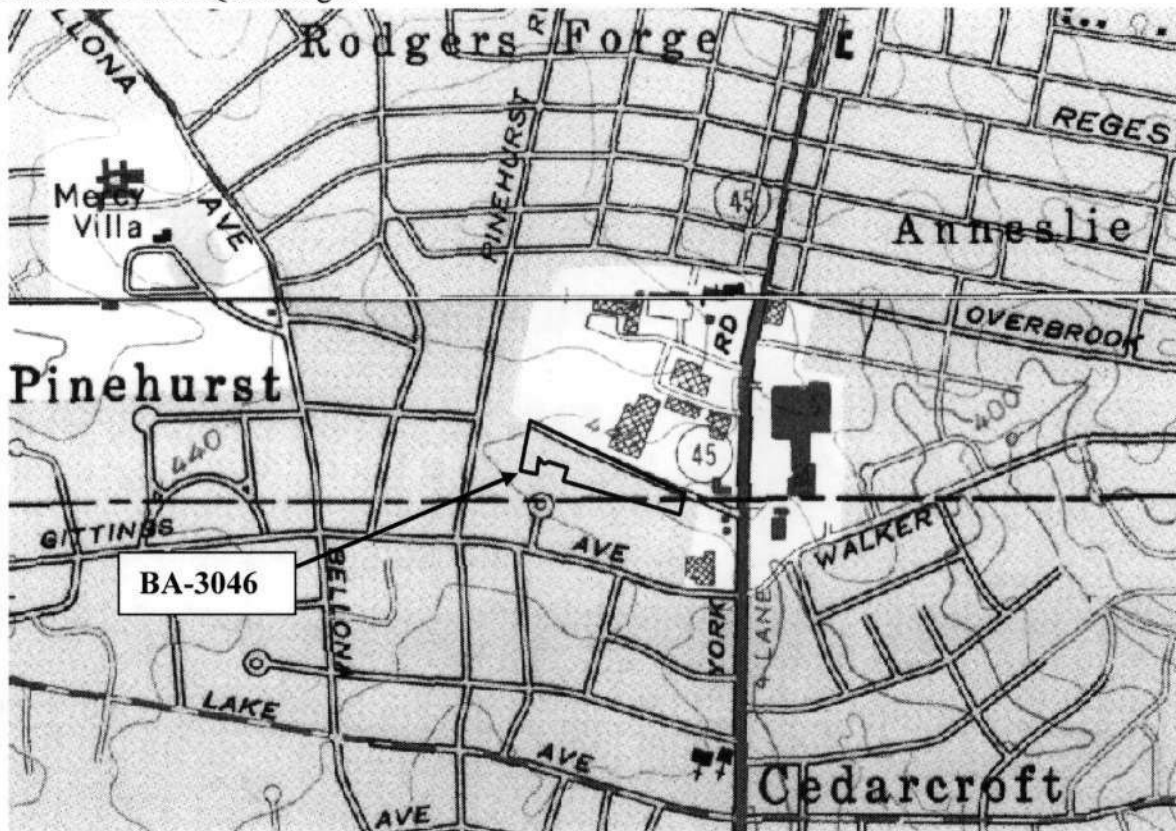 LLONA
AVE
Rodgers Forge
PINEHURST
REGES
Mercy
Villa
45
Anneslie
RD
OVERBROOK
Pinehurst
440
400
45
GITTINGS
AVE
WALKER
BA-3046
BELLONA
YORK
4-LANE
LAKE
AVE
AVE
Cedarcroft